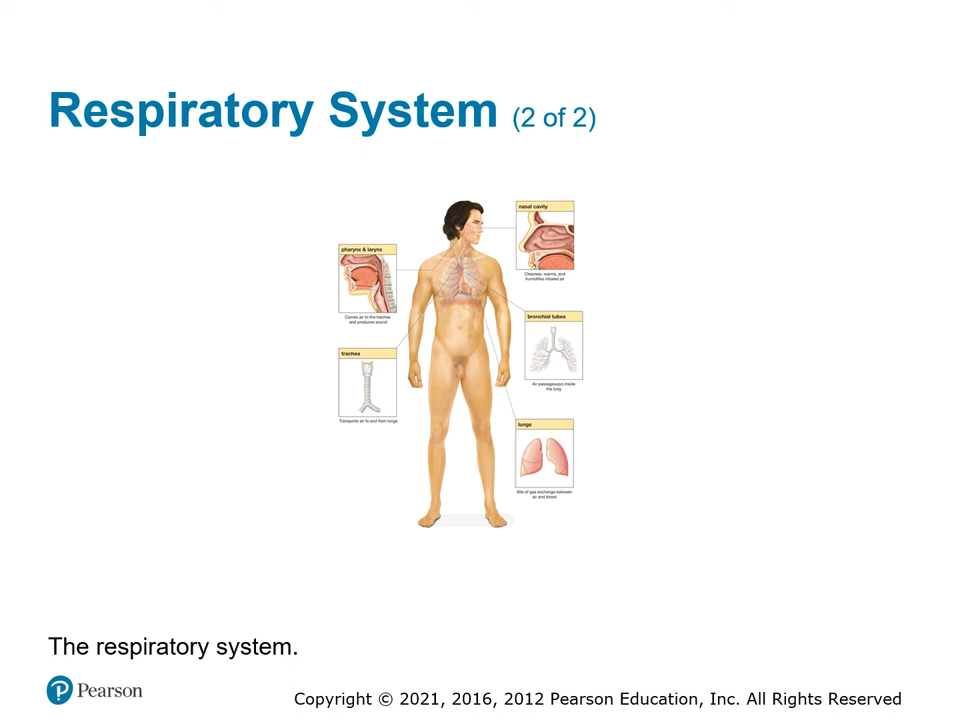 Respiratory System (2 of 2)
nasal cavity
Cleanses, warms, and
humidifies inhaled air
pharynx & larynx
Carries air to the trachea
and produces sound
bronchial tubes
Air passageways inside
the lung
trachea
Transports air to and from lungs
lungs
Site of gas exchange between
air and blood
The respiratory system.
Pearson
Copyright © 2021, 2016, 2012 Pearson Education, Inc. All Rights Reserved